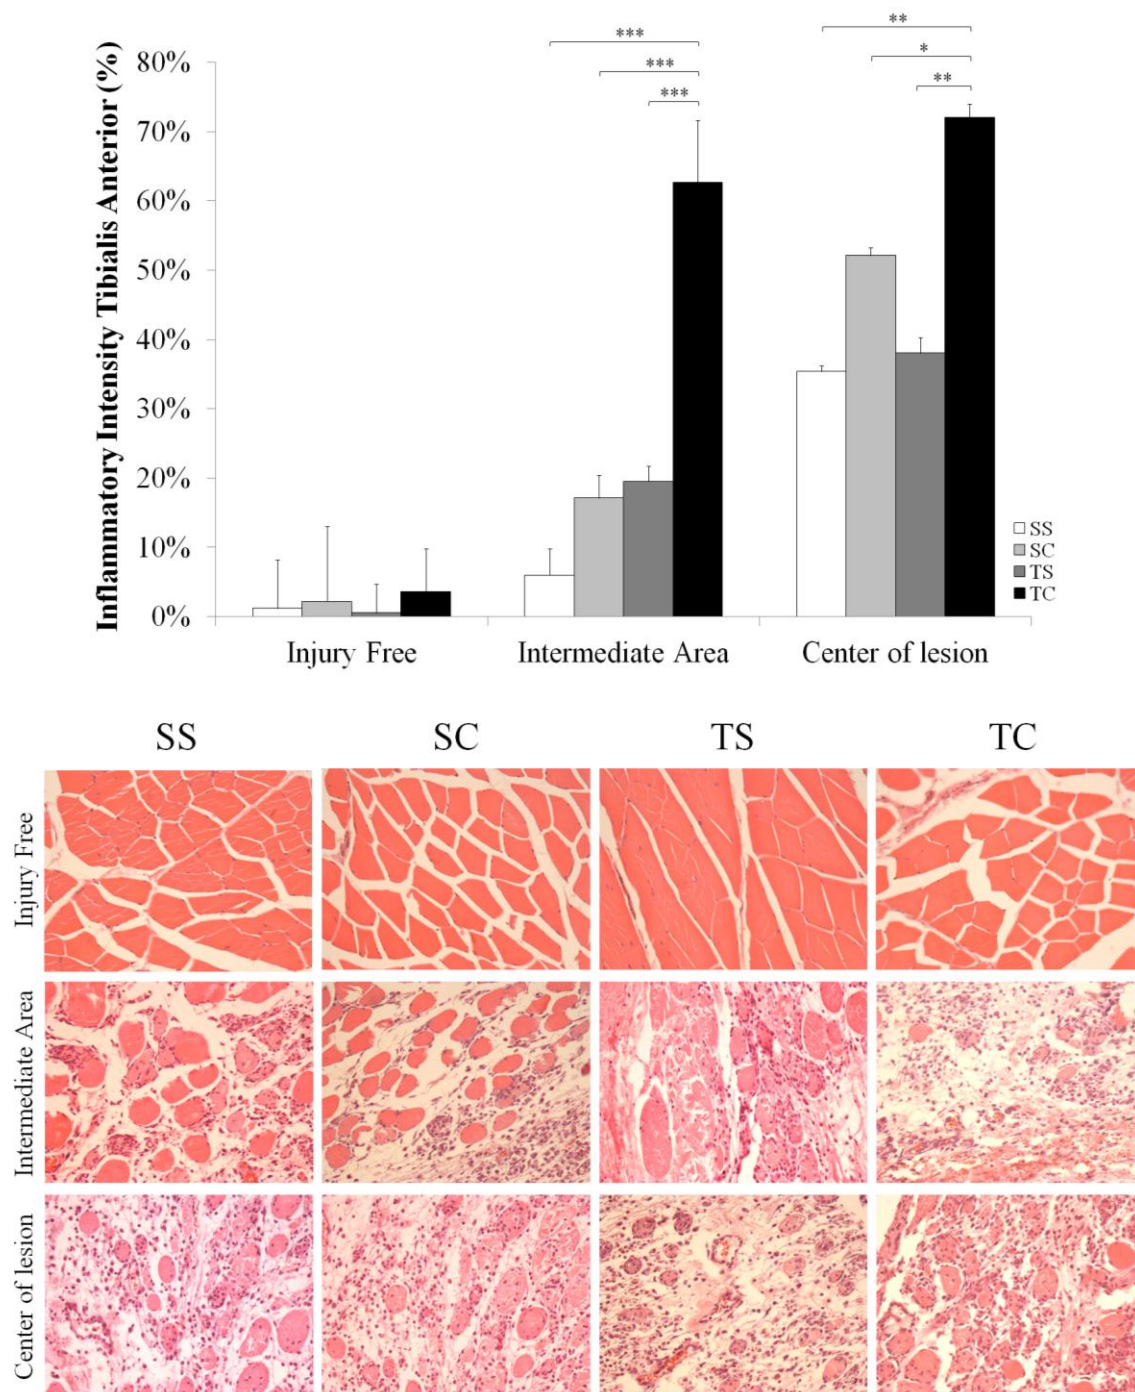 Inflammatory Intensity Tibialis Anterior (%)
80%
70%
60%
50%
40%
30%
20%
10%
0%
***
***
***
**
*
**
SS
SC
TS
TC
Injury Free
Intermediate Area
Center of lesion
SS SC TS TC
Injury Free
Intermediate Area
Center of lesion